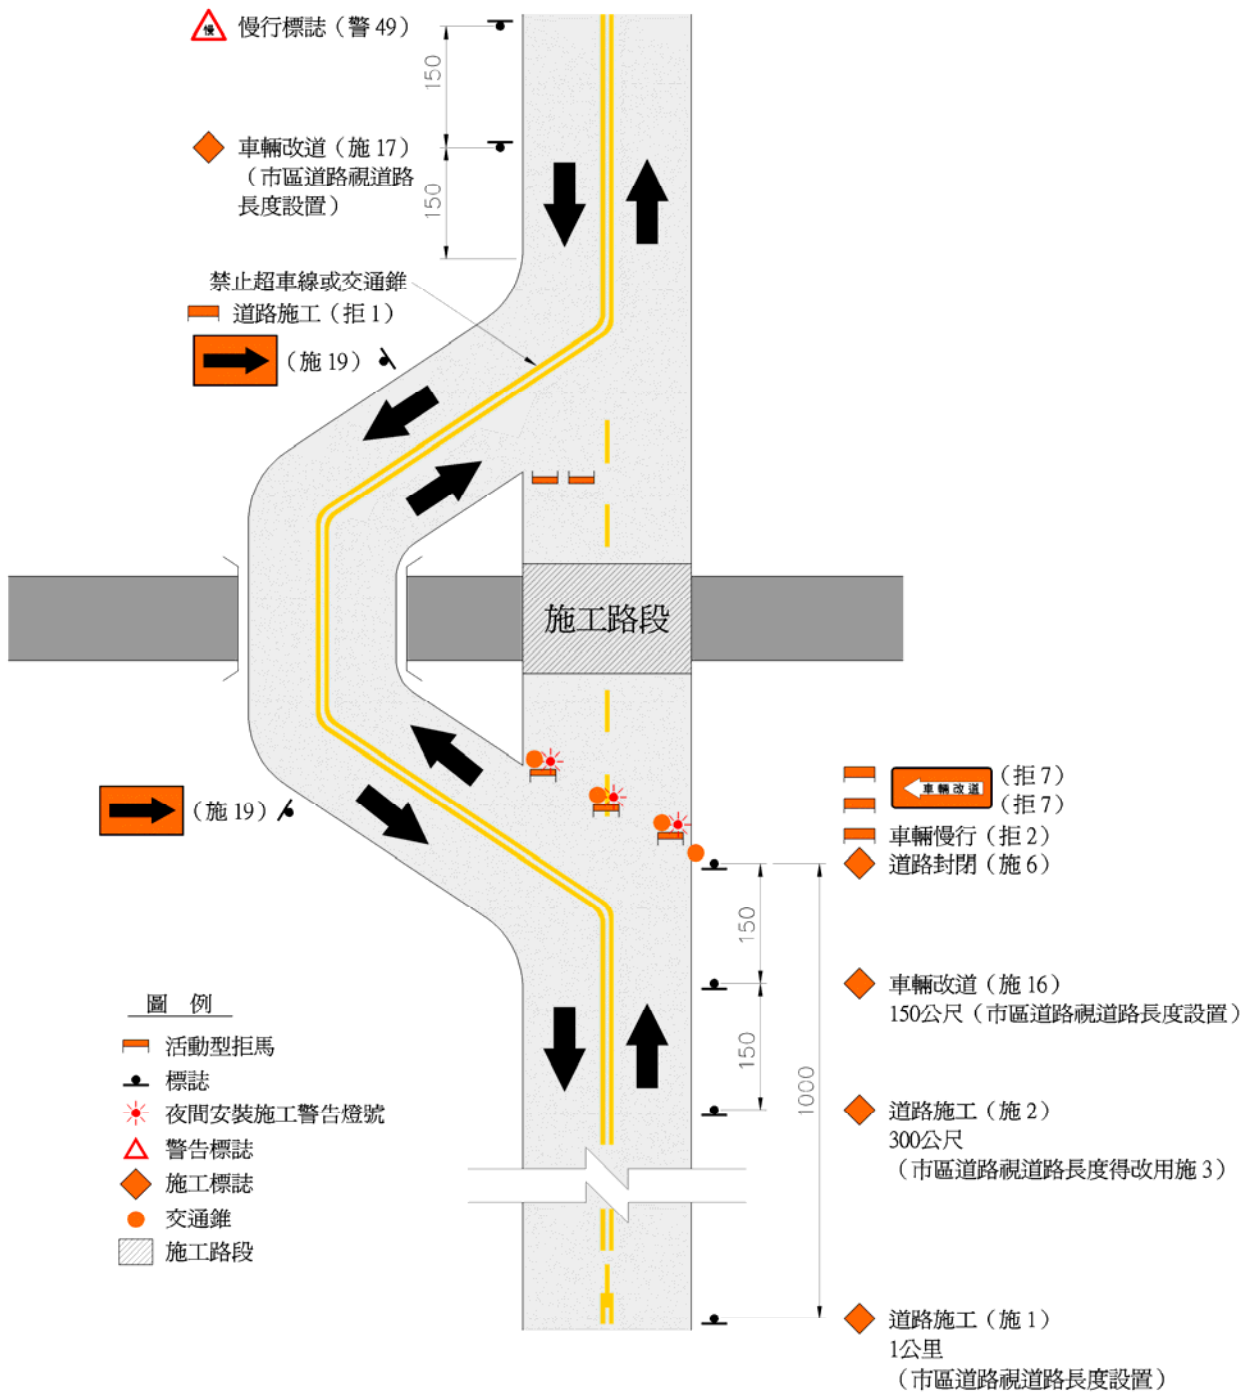 慢
慢行標誌（警 49）
150
車輛改道（施 17）
（市區道路視道路
長度設置）
150
禁止超車線或交通錐
道路施工（拒 1）
（施 19）
施工路段
（施 19）
車輛改道
（拒 7）
（拒 7）
車輛慢行（拒 2）
道路封閉（施 6）
150
車輛改道（施 16）
150公尺（市區道路視道路長度設置）
150
1000
道路施工（施 2）
300公尺
（市區道路視道路長度得改用施 3）
道路施工（施 1）
1公里
（市區道路視道路長度設置）
圖 例
活動型拒馬
標誌
夜間安裝施工警告燈號
警告標誌
施工標誌
交通錐
施工路段